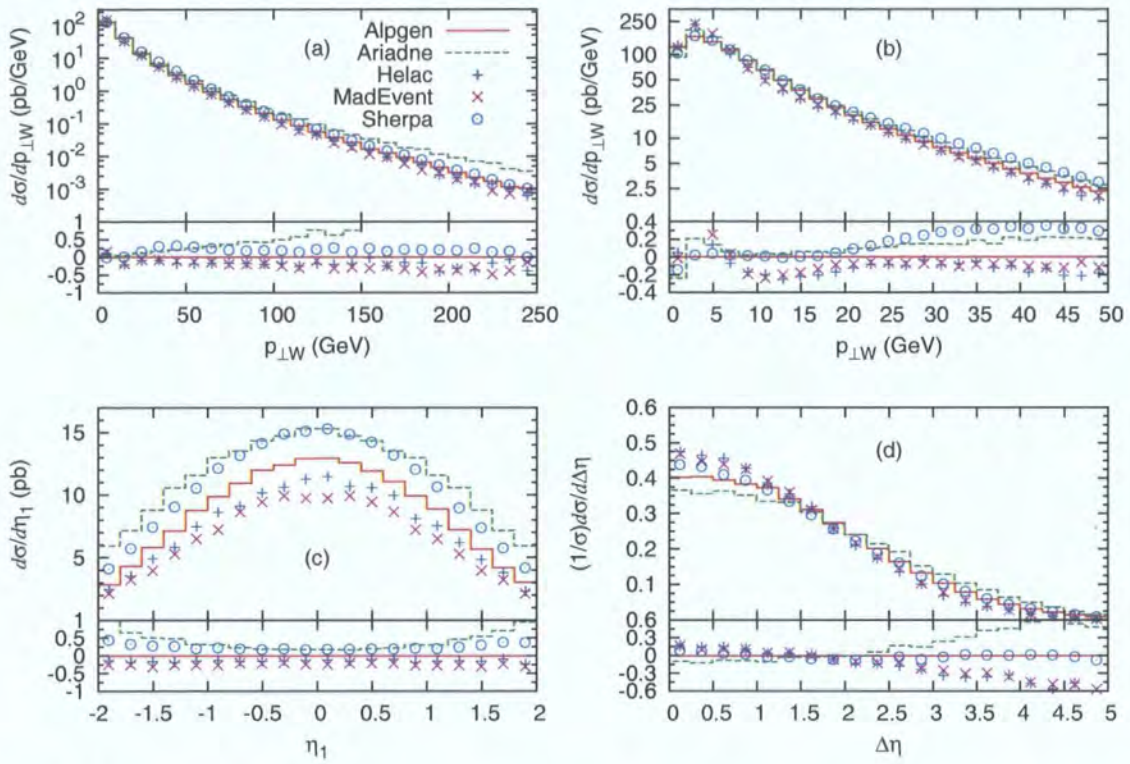 10²
10¹
10⁰
10⁻¹
10⁻²
10⁻³
dσ/dp⊥W (pb/GeV)
(a)
Alpgen
Ariadne
Helac
MadEvent
Sherpa
1
0.5
0
-0.5
-1
0 50 100 150 200 250
p⊥W (GeV)
250
100
50
25
10
5
2.5
dσ/dp⊥W (pb/GeV)
(b)
0.4
0.2
0
-0.2
-0.4
0 5 10 15 20 25 30 35 40 45 50
p⊥W (GeV)
15
10
5
dσ/dη₁ (pb)
(c)
1
0.5
0
-0.5
-1
-2 -1.5 -1 -0.5 0 0.5 1 1.5 2
η₁
0.6
0.5
0.4
0.3
0.2
0.1
(1/σ)dσ/dΔη
(d)
0.6
0.3
0
-0.3
-0.6
0 0.5 1 1.5 2 2.5 3 3.5 4 4.5 5
Δη